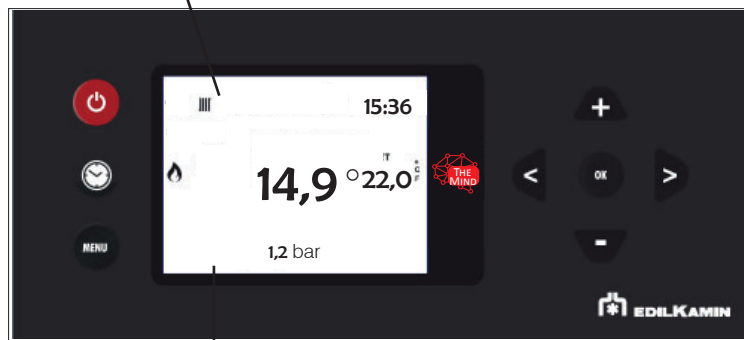 15:36
14,9 °22,0
1,2 bar
THE
MIND
MENU
OK
EDILKAMIN